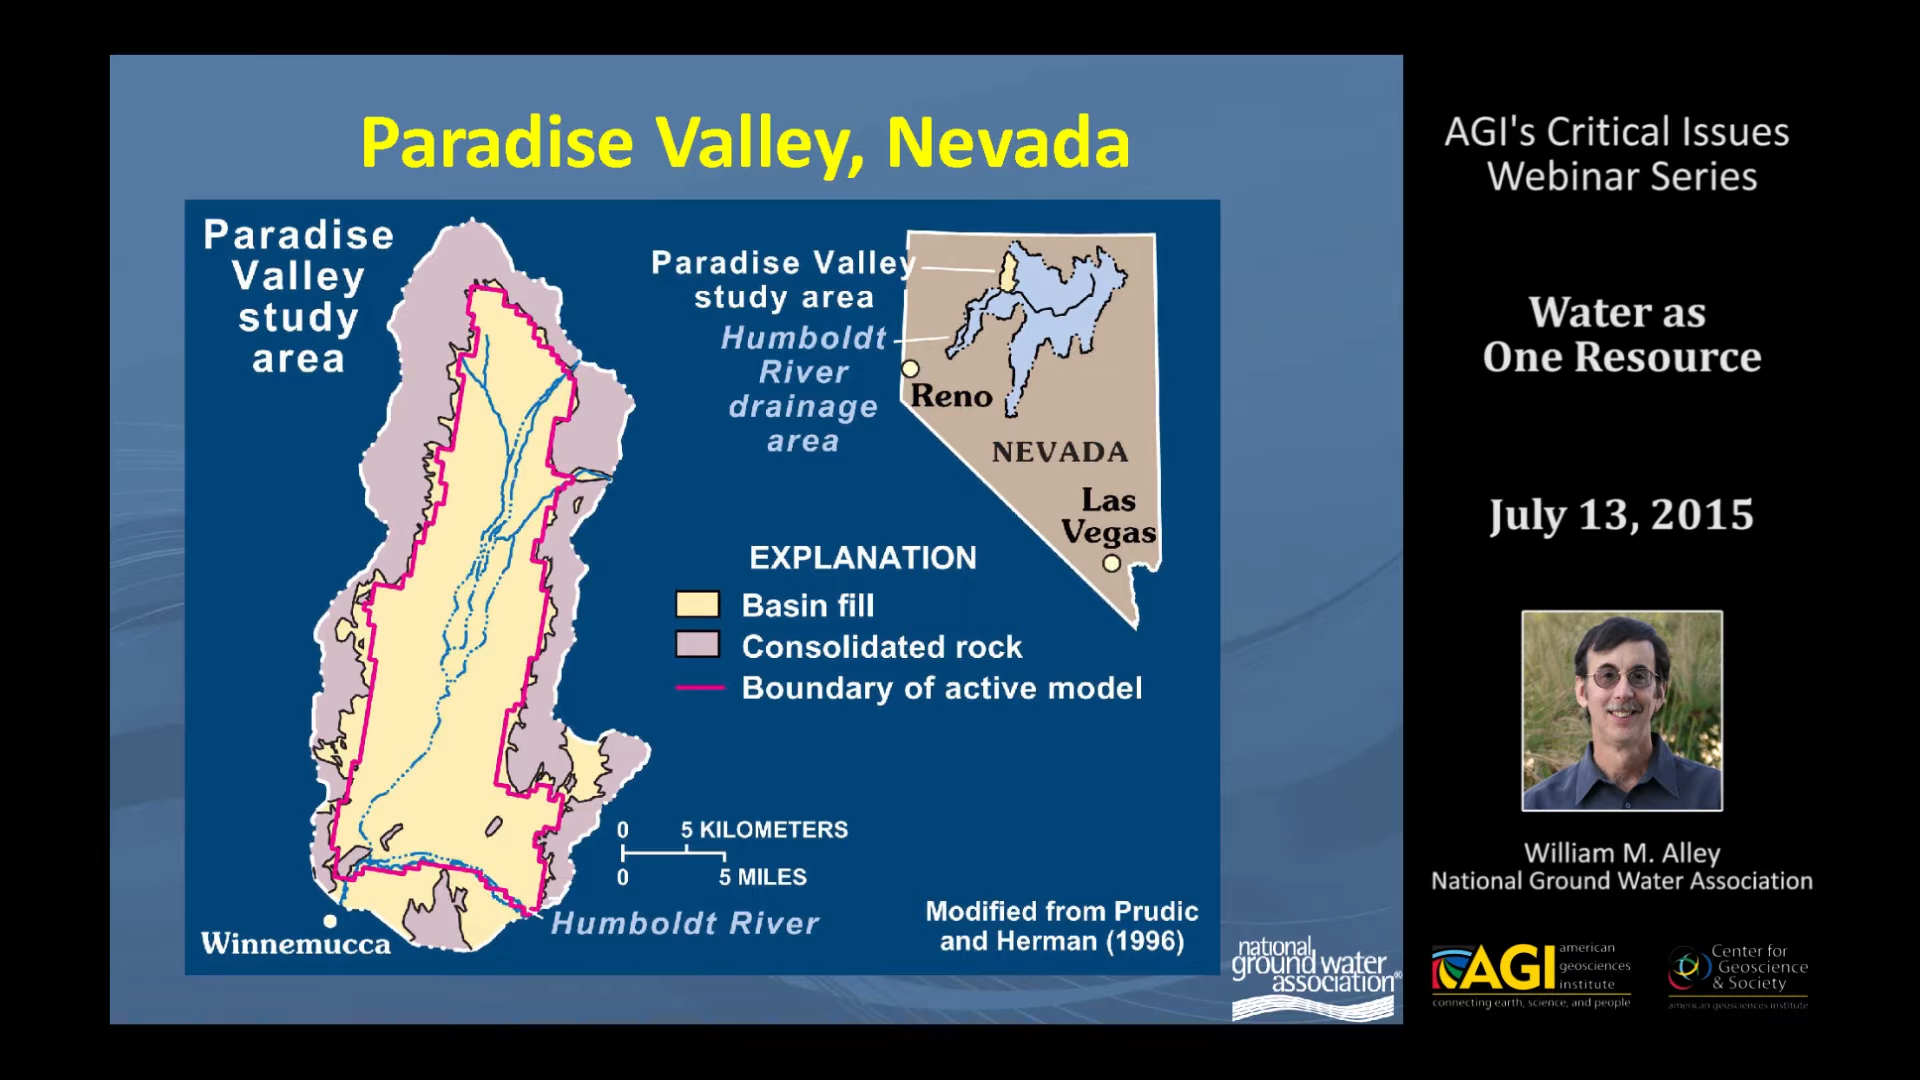 Paradise Valley, Nevada
Paradise
Valley
study
area
Paradise Valley
study area
Humboldt
River
drainage
area
Reno
NEVADA
Las
Vegas
EXPLANATION
Basin fill
Consolidated rock
Boundary of active model
0 5 KILOMETERS
0 5 MILES
Humboldt River
Winnemucca
Modified from Prudic
and Herman (1996)
national
ground water
association®
AGI's Critical Issues
Webinar Series
Water as
One Resource
July 13, 2015
William M. Alley
National Ground Water Association
AGI
american
geosciences
institute
connecting earth, science, and people
Center for
Geoscience
& Society
american geosciences institute